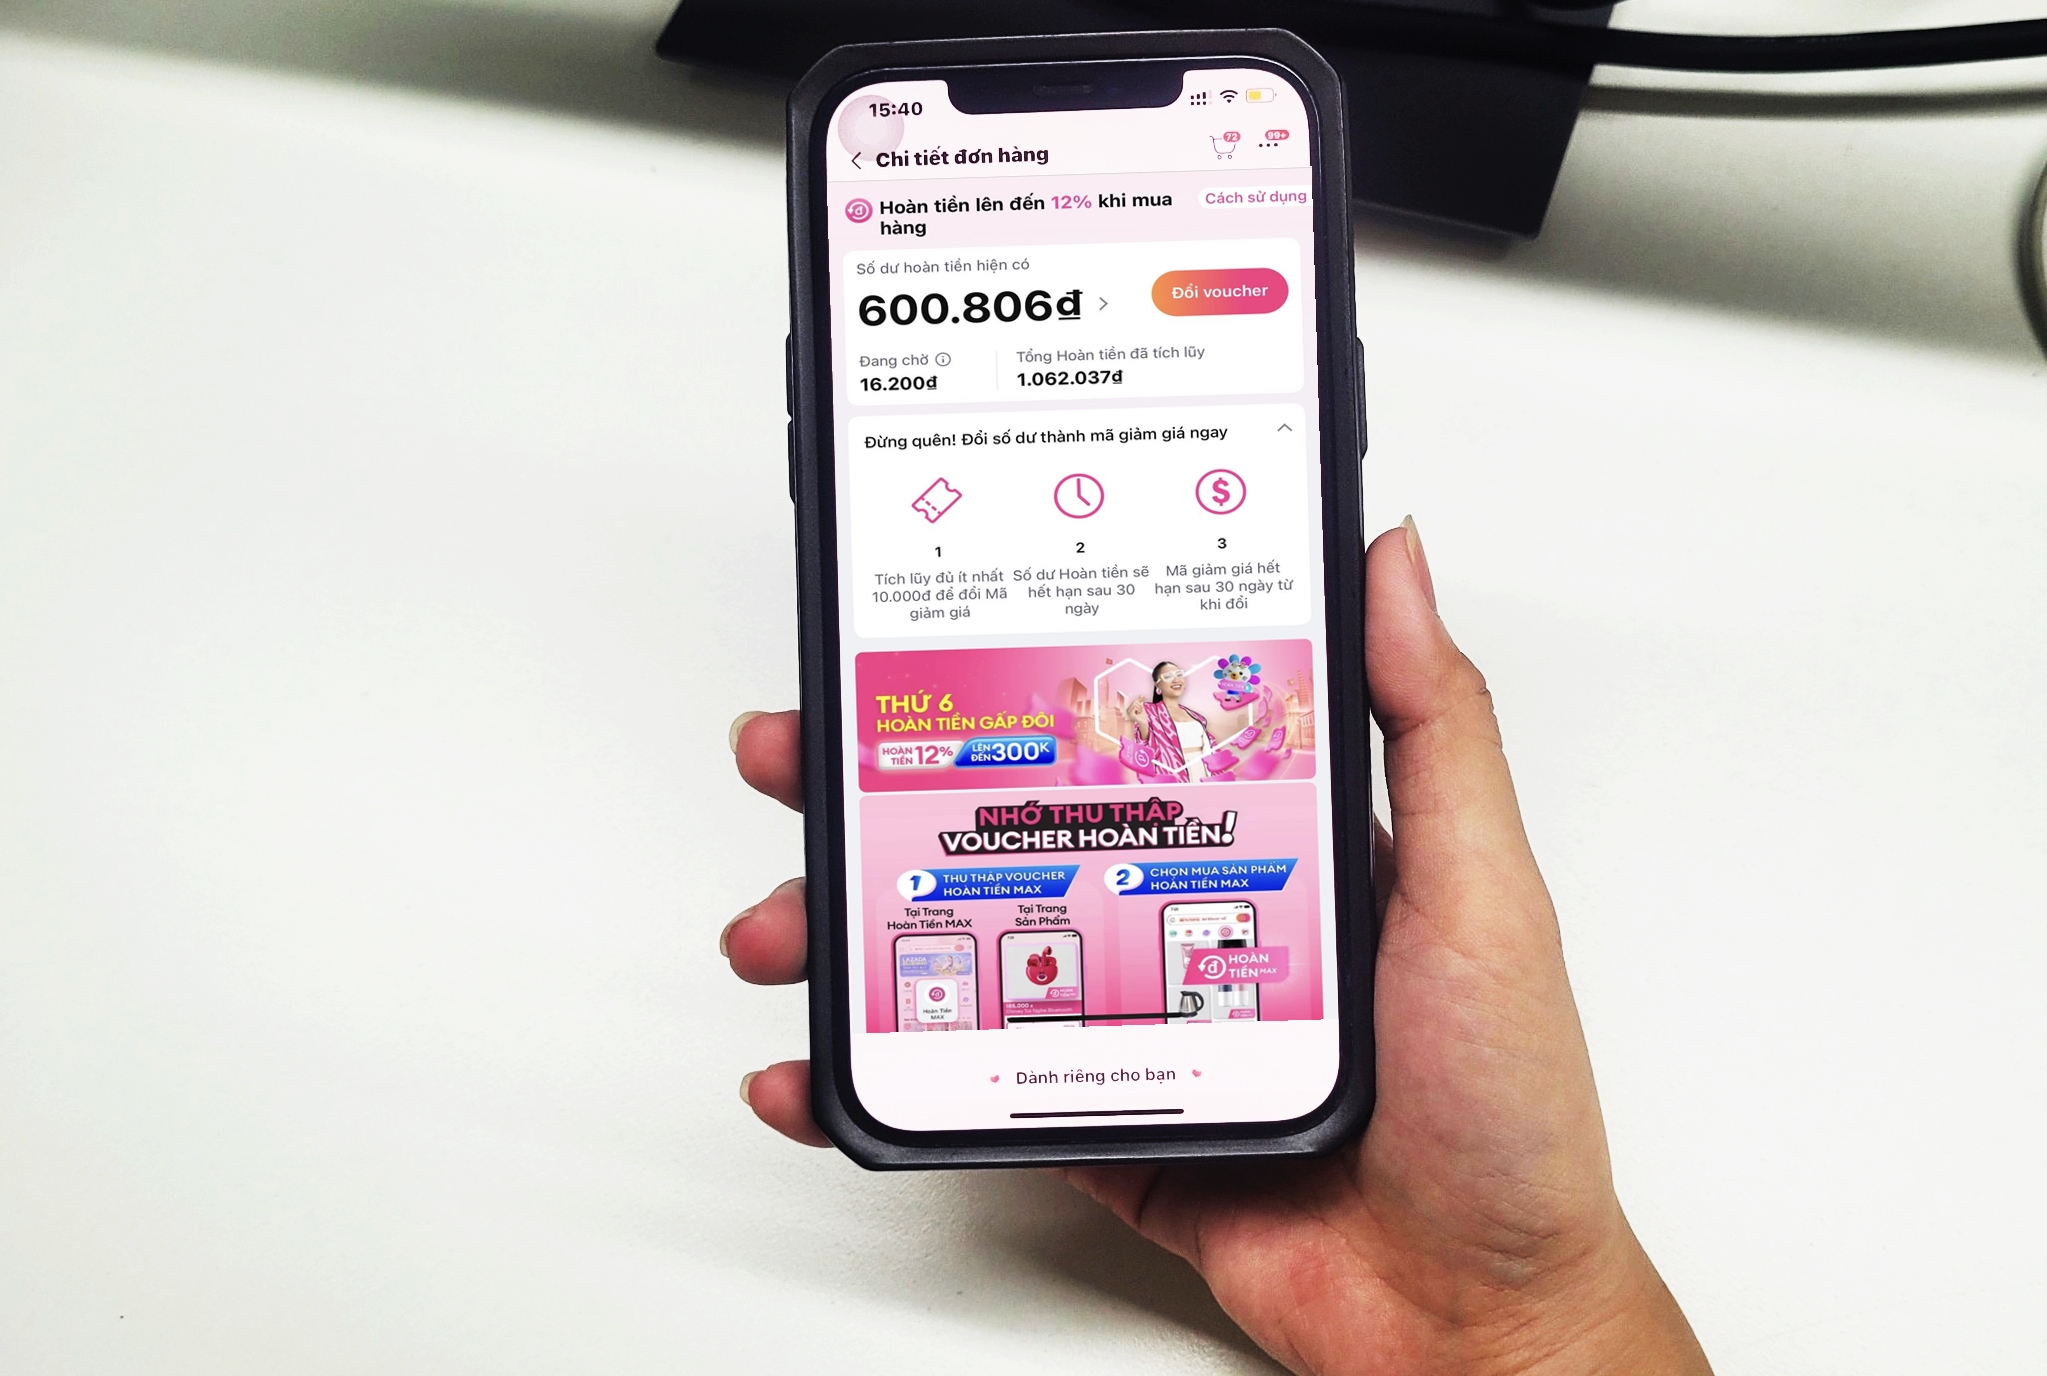 15:40
72
99+
Chi tiết đơn hàng
Hoàn tiền lên đến 12% khi mua
hàng
Cách sử dụng
Số dư hoàn tiền hiện có
600.806₫
Đổi voucher
Đang chờ
Tổng Hoàn tiền đã tích lũy
16.200₫
1.062.037₫
Đừng quên! Đổi số dư thành mã giảm giá ngay
1
2
3
Tích lũy đủ ít nhất
10.000đ để đổi Mã
giảm giá
Số dư Hoàn tiền sẽ
hết hạn sau 30
ngày
Mã giảm giá hết
hạn sau 30 ngày từ
khi đổi
THỨ 6
HOÀN TIỀN GẤP ĐÔI
HOÀN
TIỀN 12%
LÊN
ĐẾN 300K
NHỚ THU THẬP
VOUCHER HOÀN TIỀN!
1 THU THẬP VOUCHER
HOÀN TIỀN MAX
2 CHỌN MUA SẢN PHẨM
HOÀN TIỀN MAX
Tại Trang
Hoàn Tiền MAX
Tại Trang
Sản Phẩm
LAZADA
Hoàn Tiền
MAX
HOÀN
TIỀN MAX
Dành riêng cho bạn